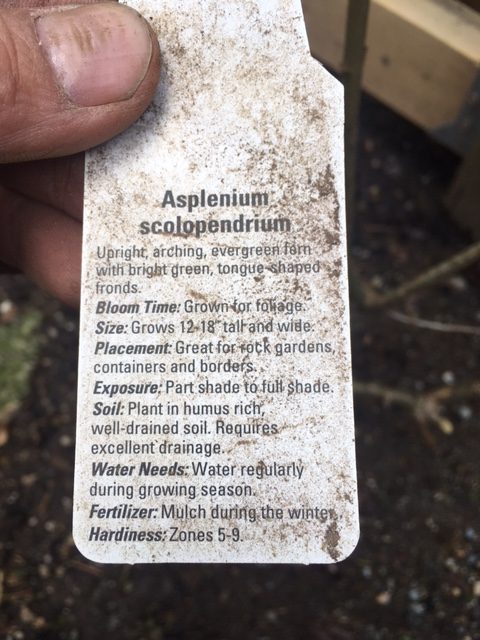 Asplenium
scolopendrium
Upright, arching, evergreen fern
with bright green, tongue-shaped
fronds.
Bloom Time: Grown for foliage.
Size: Grows 12-18" tall and wide.
Placement: Great for rock gardens,
containers and borders.
Exposure: Part shade to full shade.
Soil: Plant in humus rich,
well-drained soil. Requires
excellent drainage.
Water Needs: Water regularly
during growing season.
Fertilizer: Mulch during the winter.
Hardiness: Zones 5-9.